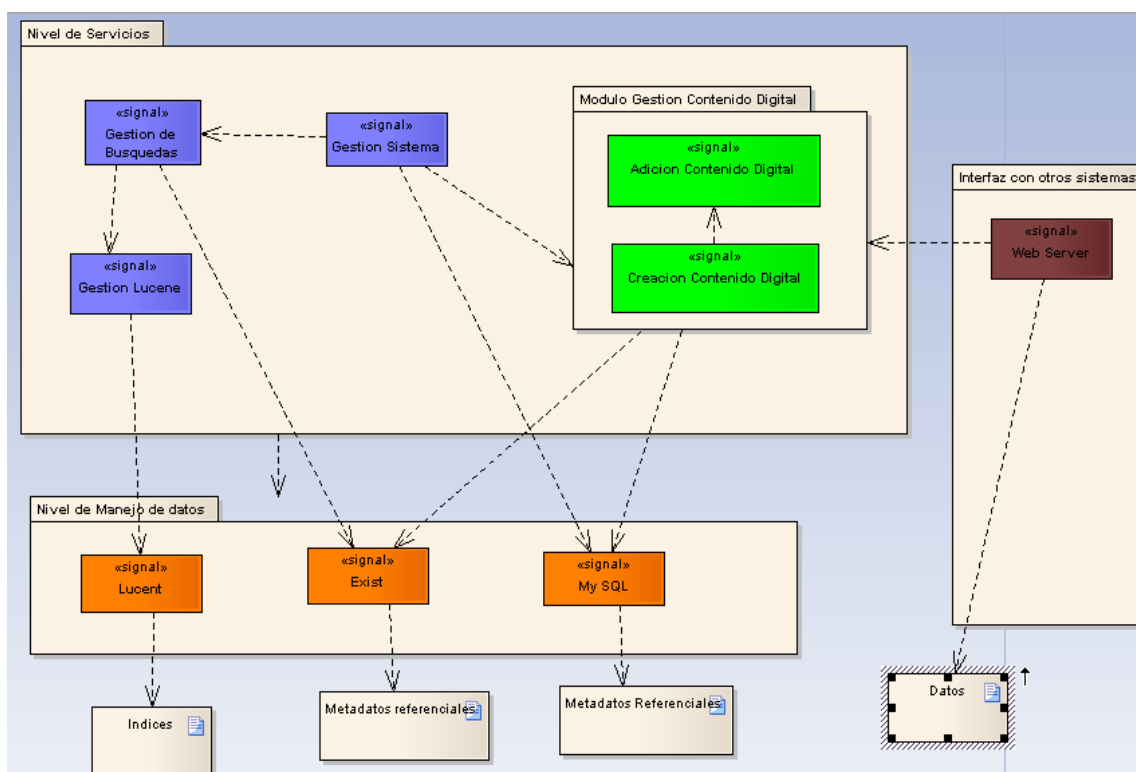 Nivel de Servicios
«signal»
Gestion de
Busquedas
«signal»
Gestion Sistema
Modulo Gestion Contenido Digital
«signal»
Adicion Contenido Digital
«signal»
Creacion Contenido Digital
«signal»
Gestion Lucene
Interfaz con otros sistemas
«signal»
Web Server
Nivel de Manejo de datos
«signal»
Lucent
«signal»
Exist
«signal»
My SQL
Indices
Metadatos referenciales
Metadatos Referenciales
Datos